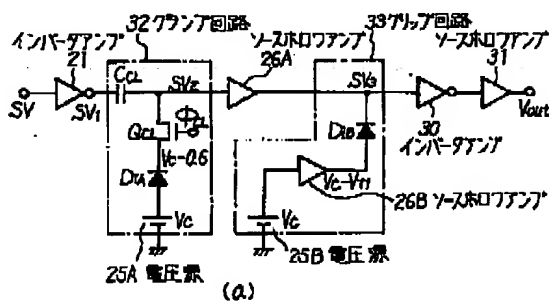 32クランプ回路
33クリップ回路
インバータアンプ
21
ソースホロワアンプ
26A
ソースホロワアンプ
31
SV
SV1
CCL
SV2
SV3
Vout
QCL
VC-0.6
30
インバータアンプ
D1A
D1B
VC-VT1
26B ソースホロワアンプ
VC
VC
25A 電圧源
25B 電圧源
(a)